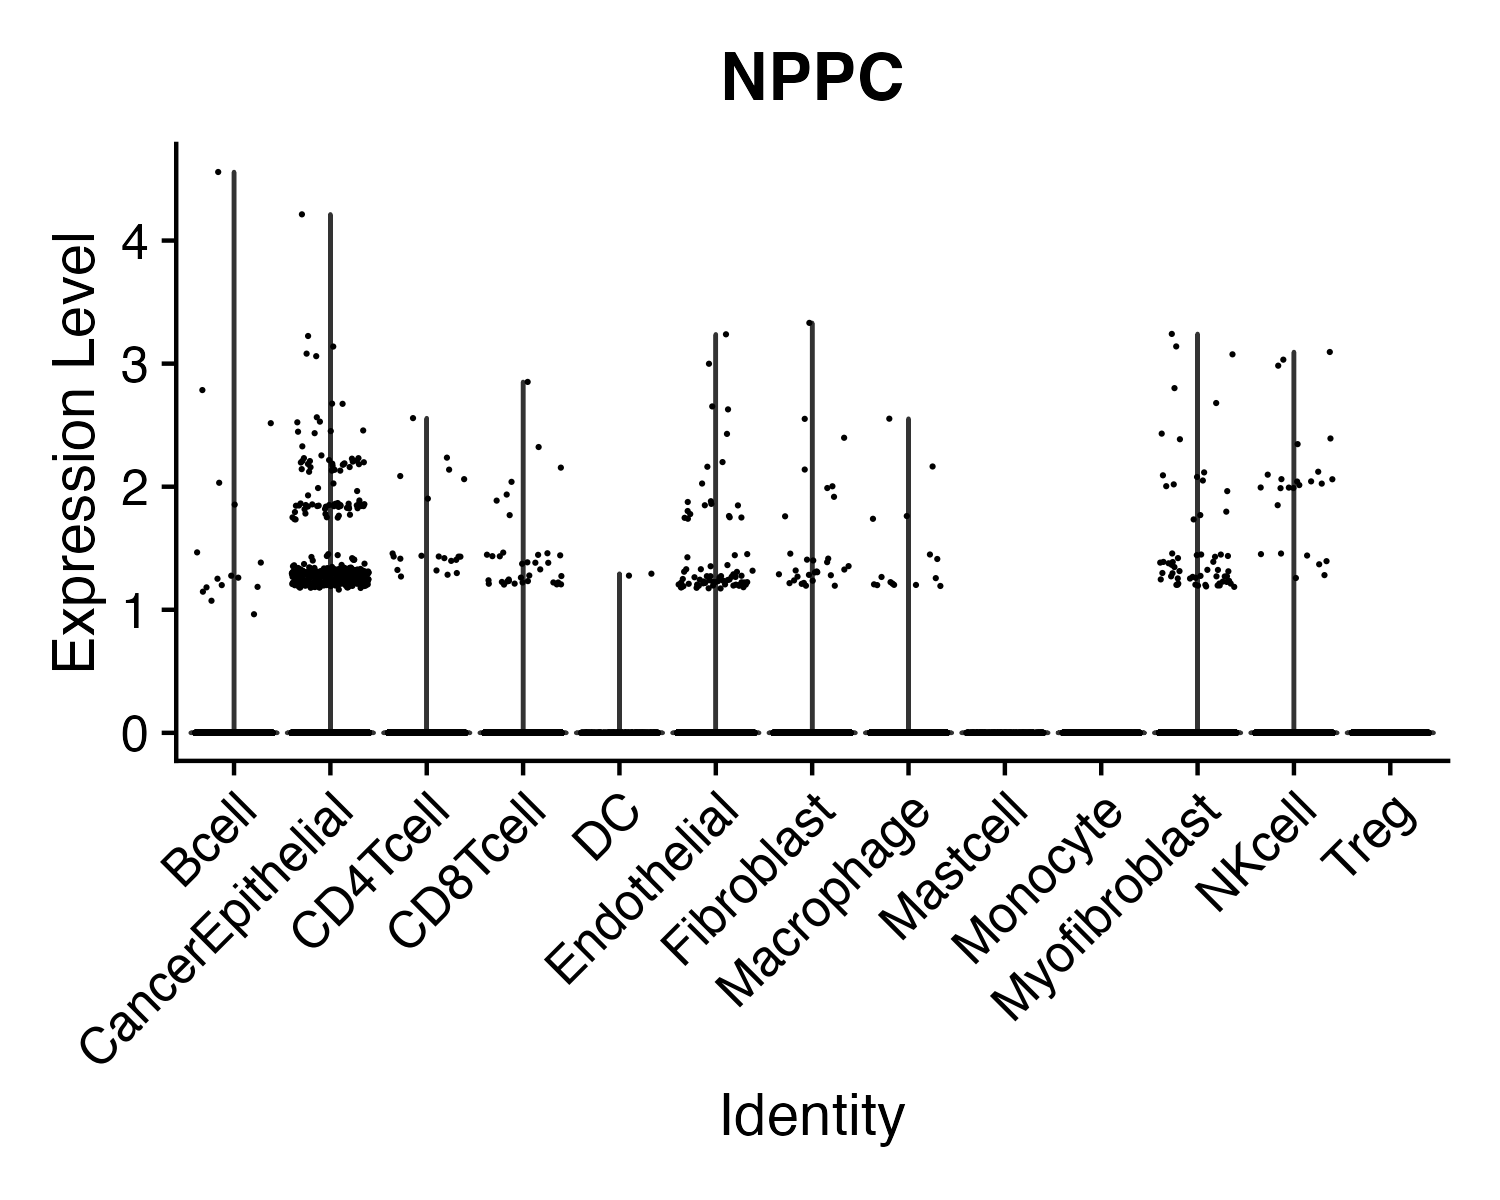 NPPC
Expression Level
4
3
2
1
0
Bcell
CancerEpithelial
CD4Tcell
CD8Tcell
DC
Endothelial
Fibroblast
Macrophage
Mastcell
Monocyte
Myofibroblast
NKcell
Treg
Identity